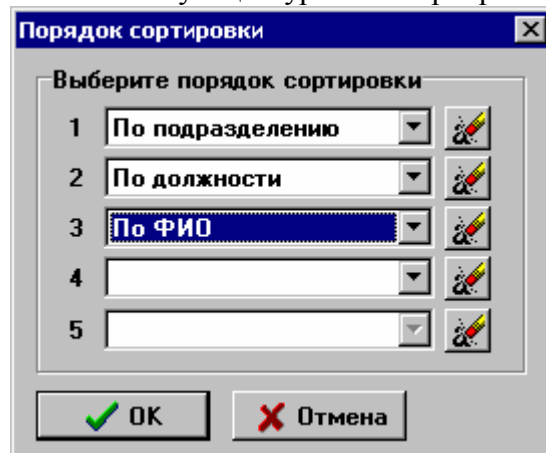 Порядок сортировки
Выберите порядок сортировки
1 По подразделению
2 По должности
3 По ФИО
4
5
OK
Отмена